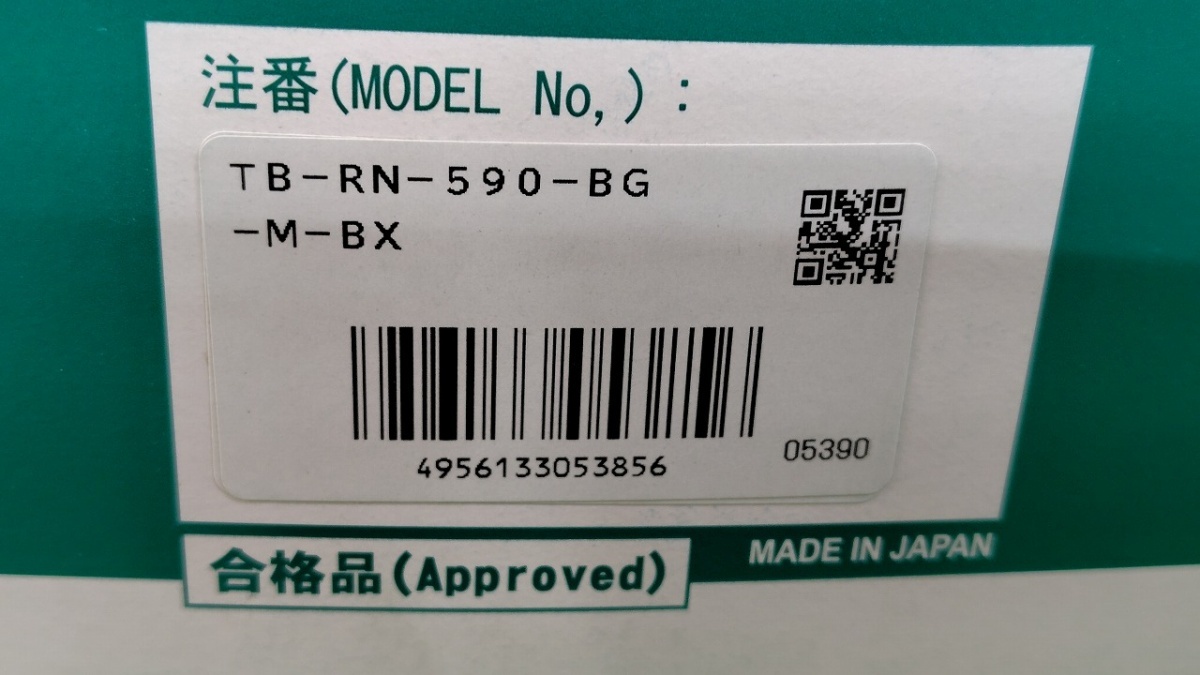 注番(MODEL No,) :
TB-RN-590-BG
-M-BX
4956133053856
05390
合格品(Approved)
MADE IN JAPAN